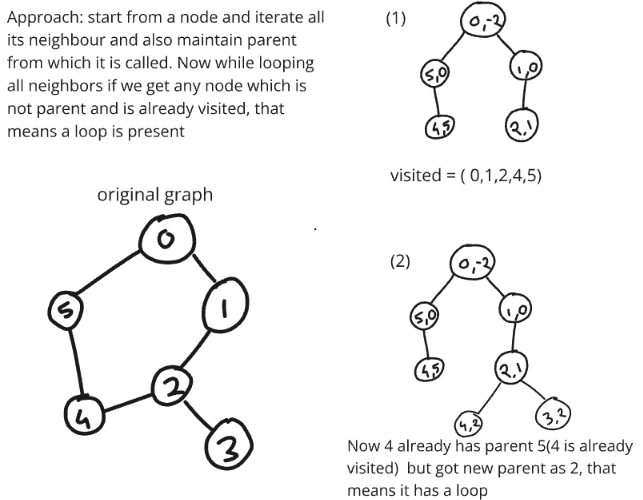 Approach: start from a node and iterate all
its neighbour and also maintain parent
from which it is called. Now while looping
all neighbors if we get any node which is
not parent and is already visited, that
means a loop is present
(1)
0,-2
5,0
1,0
4,5
2,1
visited = ( 0,1,2,4,5)
original graph
0
5
1
2
4
3
(2)
0,-2
5,0
1,0
4,5
2,1
4,2
3,2
Now 4 already has parent 5(4 is already
visited) but got new parent as 2, that
means it has a loop